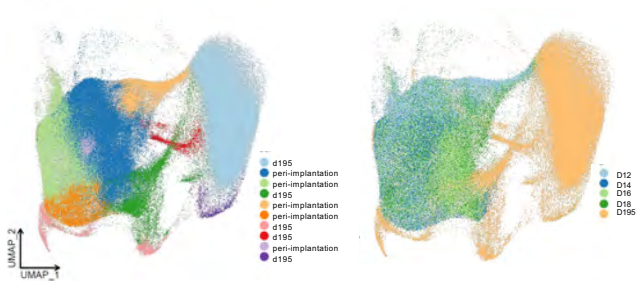 d195
peri-implantation
peri-implantation
d195
peri-implantation
peri-implantation
d195
d195
peri-implantation
d195
UMAP_2
UMAP_1
D12
D14
D16
D18
D195